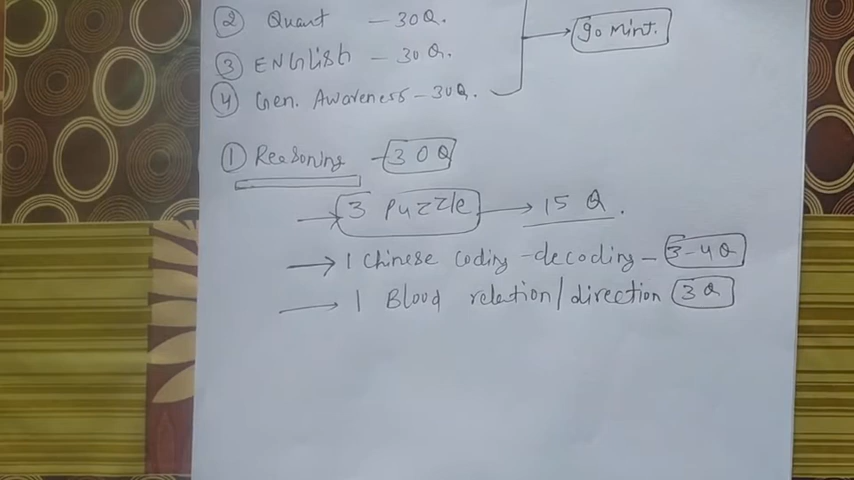 ② Quant - 30Q.
③ ENGlish - 30 Q.
④ Gen. Awareness - 30Q. → 90 Mint.
① Reasoning - 30Q
→ 3 Puzzle → 15 Q.
→ 1 Chinese Coding-decoding - 3-4Q
→ 1 Blood relation/direction 3Q